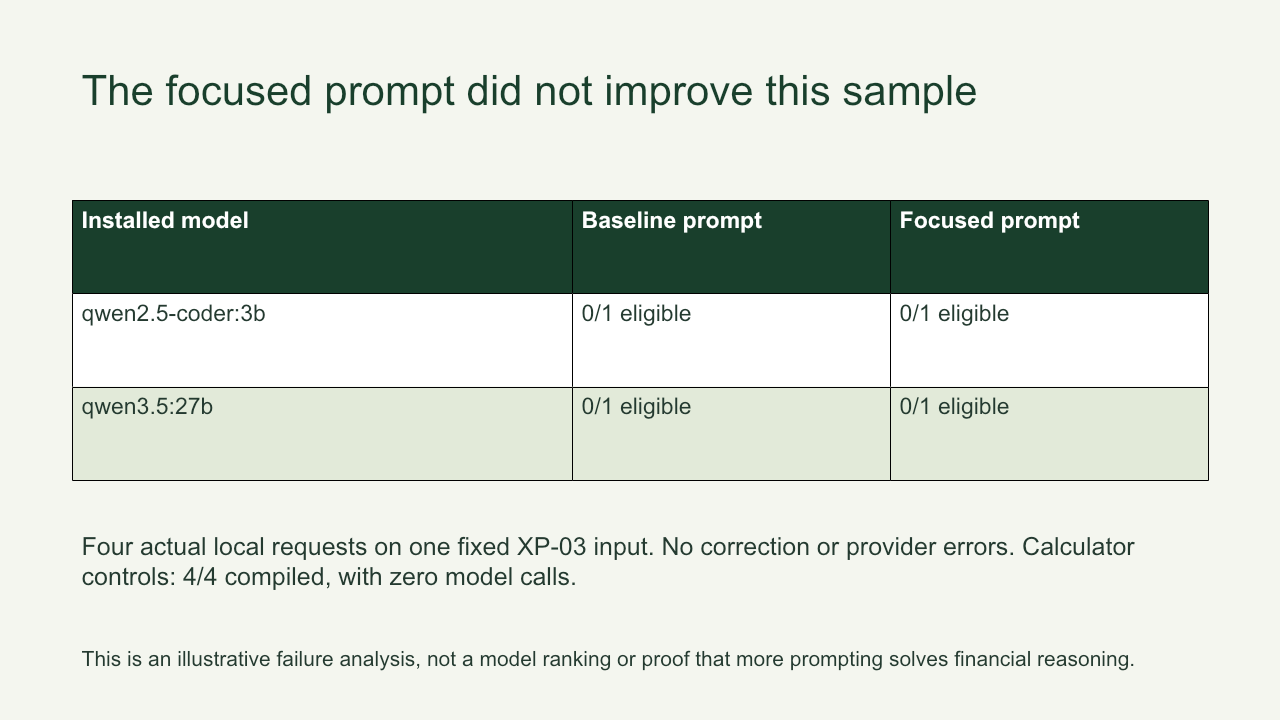 The focused prompt did not improve this sample
Installed model
Baseline prompt
Focused prompt
qwen2.5-coder:3b
0/1 eligible
0/1 eligible
qwen3.5:27b
0/1 eligible
0/1 eligible
Four actual local requests on one fixed XP-03 input. No correction or provider errors. Calculator
controls: 4/4 compiled, with zero model calls.
This is an illustrative failure analysis, not a model ranking or proof that more prompting solves financial reasoning.